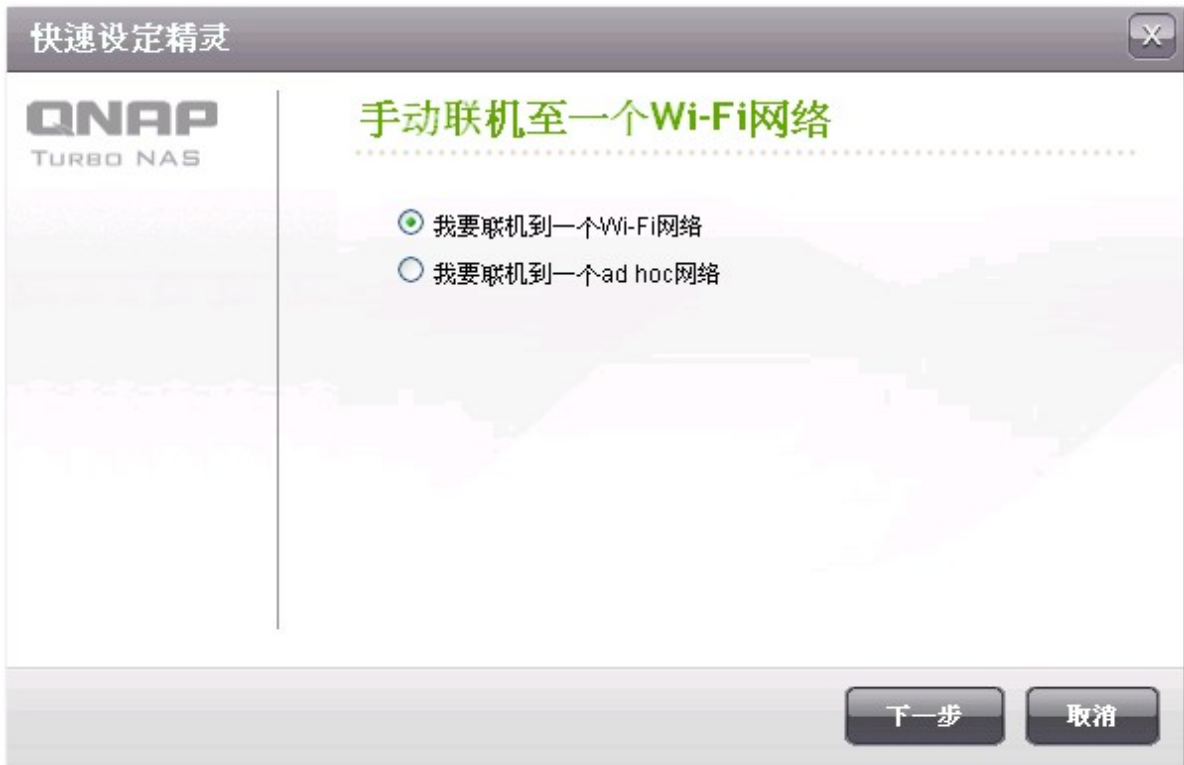 快速设定精灵
X
QNAP
TURBO NAS
手动联机至一个Wi-Fi网络
我要联机到一个Wi-Fi网络
我要联机到一个ad hoc网络
下一步
取消